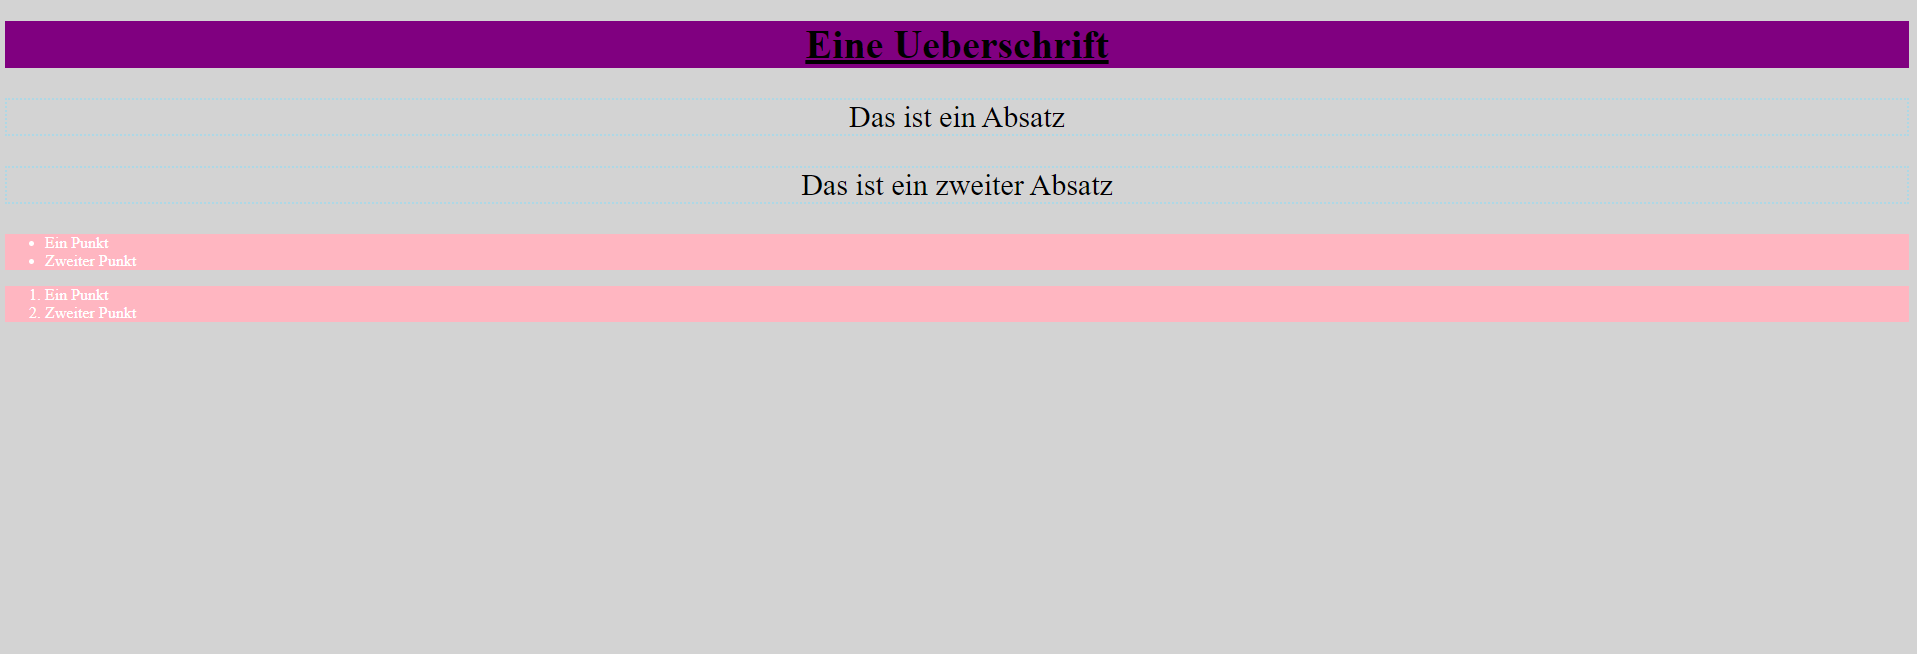 Eine Ueberschrift
Das ist ein Absatz
Das ist ein zweiter Absatz
• Ein Punkt
• Zweiter Punkt
1. Ein Punkt
2. Zweiter Punkt